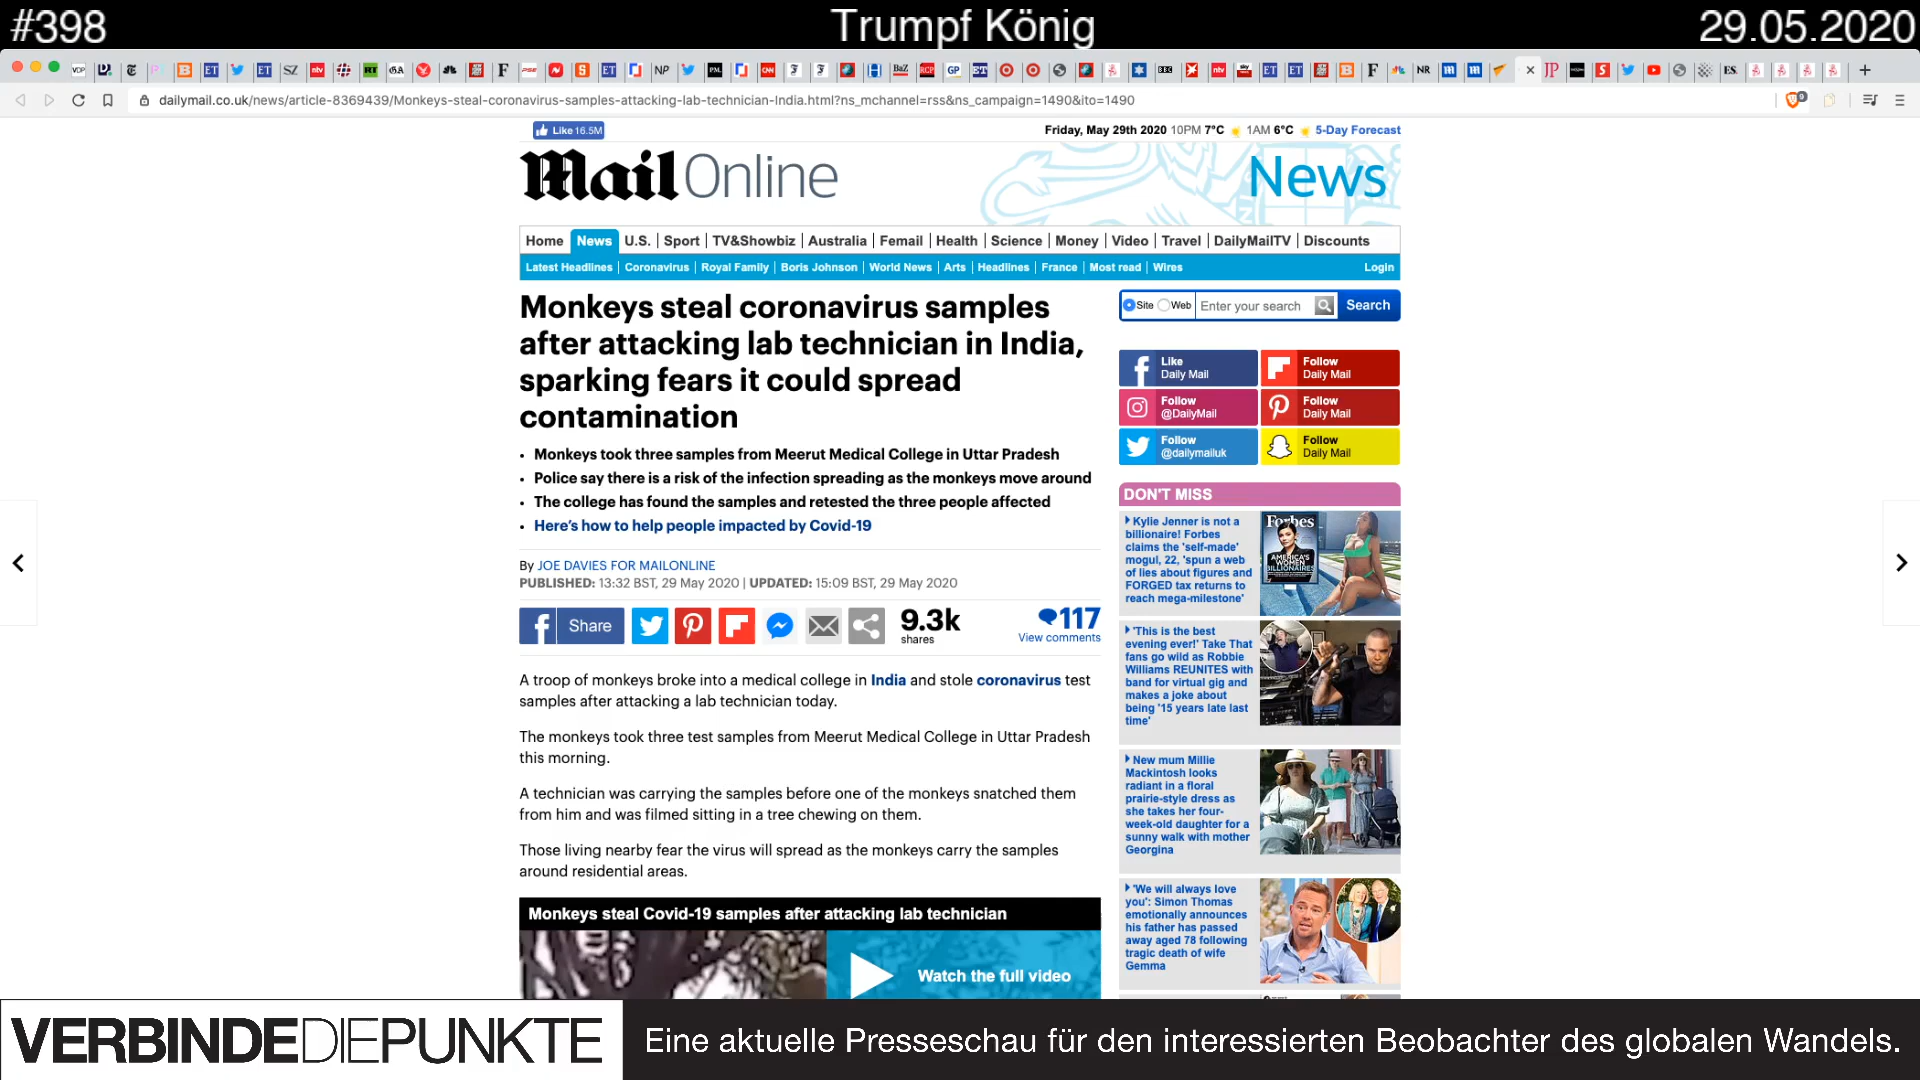 #398
Trumpf König
29.05.2020
dailymail.co.uk/news/article-8369439/Monkeys-steal-coronavirus-samples-attacking-lab-technician-India.html?ns_mchannel=rss&ns_campaign=1490&ito=1490
Like 16.5M
Friday, May 29th 2020 10PM 7°C 1AM 6°C 5-Day Forecast
Mail Online
News
Home News U.S. Sport TV&Showbiz Australia Femail Health Science Money Video Travel DailyMailTV Discounts
Latest Headlines Coronavirus Royal Family Boris Johnson World News Arts Headlines France Most read Wires Login
Monkeys steal coronavirus samples
after attacking lab technician in India,
sparking fears it could spread
contamination
• Monkeys took three samples from Meerut Medical College in Uttar Pradesh
• Police say there is a risk of the infection spreading as the monkeys move around
• The college has found the samples and retested the three people affected
• Here's how to help people impacted by Covid-19
By JOE DAVIES FOR MAILONLINE
PUBLISHED: 13:32 BST, 29 May 2020 | UPDATED: 15:09 BST, 29 May 2020
Share
9.3k
shares
117
View comments
A troop of monkeys broke into a medical college in India and stole coronavirus test
samples after attacking a lab technician today.
The monkeys took three test samples from Meerut Medical College in Uttar Pradesh
this morning.
A technician was carrying the samples before one of the monkeys snatched them
from him and was filmed sitting in a tree chewing on them.
Those living nearby fear the virus will spread as the monkeys carry the samples
around residential areas.
Monkeys steal Covid-19 samples after attacking lab technician
Watch the full video
Site Web Enter your search Search
Like
Daily Mail
Follow
Daily Mail
Follow
@DailyMail
Follow
Daily Mail
Follow
@dailymailuk
Follow
Daily Mail
DON'T MISS
Kylie Jenner is not a
billionaire! Forbes
claims the 'self-made'
mogul, 22, 'spun a web
of lies about figures and
FORGED tax returns to
reach mega-milestone'
Forbes
AMERICA'S
WOMEN
BILLIONAIRES
'This is the best
evening ever!' Take That
fans go wild as Robbie
Williams REUNITES with
band for virtual gig and
makes a joke about
being '15 years late last
time'
New mum Millie
Mackintosh looks
radiant in a floral
prairie-style dress as
she takes her four-
week-old daughter for a
sunny walk with mother
Georgina
'We will always love
you': Simon Thomas
emotionally announces
his father has passed
away aged 78 following
tragic death of wife
Gemma
VERBINDEDIEPUNKTE
Eine aktuelle Presseschau für den interessierten Beobachter des globalen Wandels.